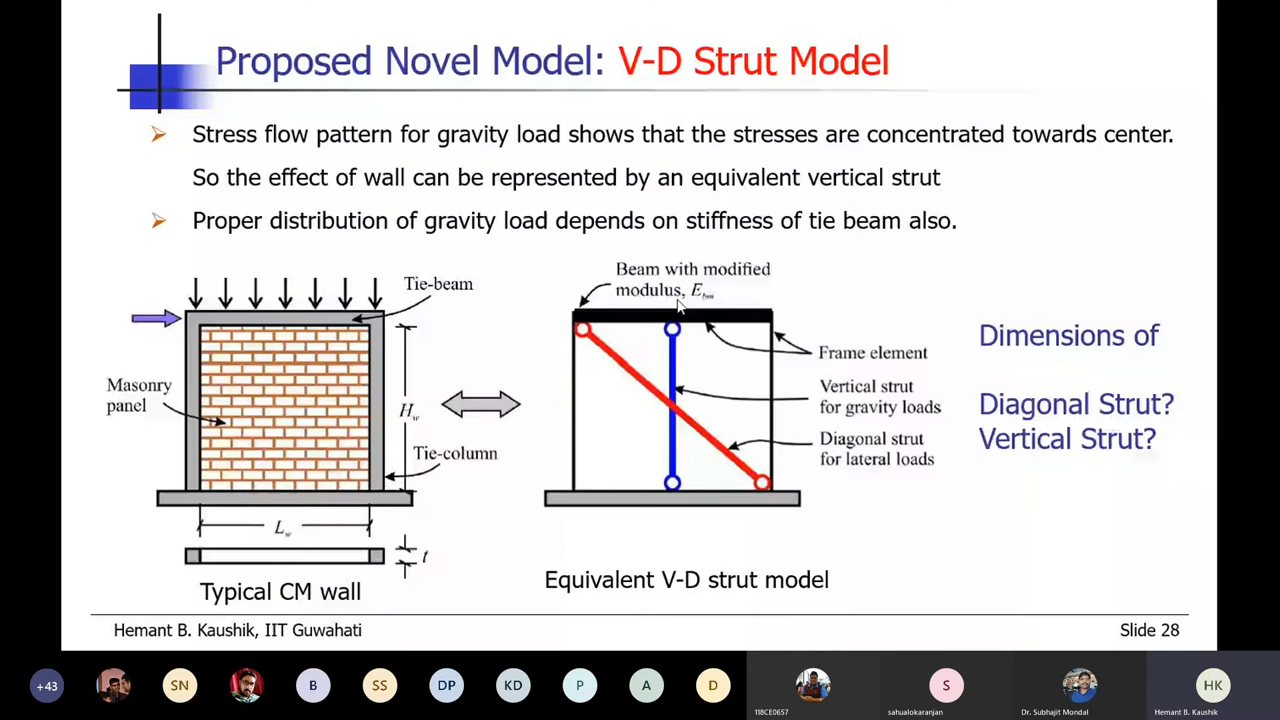 Proposed Novel Model: V-D Strut Model
Stress flow pattern for gravity load shows that the stresses are concentrated towards center.
So the effect of wall can be represented by an equivalent vertical strut
Proper distribution of gravity load depends on stiffness of tie beam also.
Tie-beam
Masonry
panel
Hw
Tie-column
Lw
t
Typical CM wall
Beam with modified
modulus,
Frame element
Vertical strut
for gravity loads
Diagonal strut
for lateral loads
Equivalent V-D strut model
Dimensions of
Diagonal Strut?
Vertical Strut?
Hemant B. Kaushik, IIT Guwahati
Slide 28
+43
SN
B
SS
DP
KD
P
A
D
118CE0657
S
sahualokaranjan
Dr. Subhajit Mondal
HK
Hemant B. Kaushik